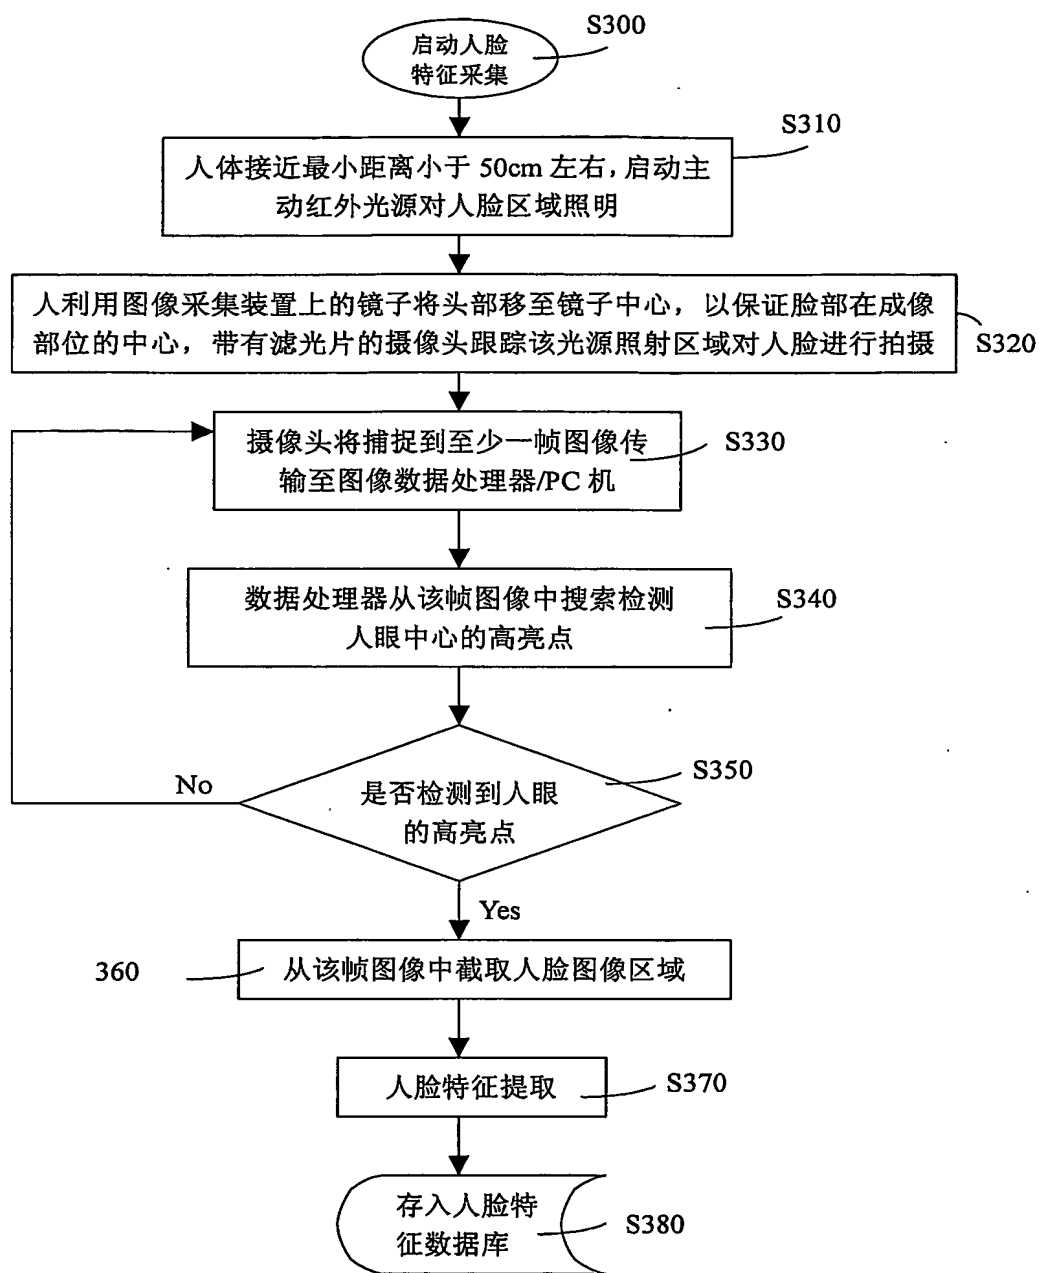 启动人脸
特征采集
S300
S310
人体接近最小距离小于 50cm 左右,启动主
动红外光源对人脸区域照明
人利用图像采集装置上的镜子将头部移至镜子中心，以保证脸部在成像
部位的中心，带有滤光片的摄像头跟踪该光源照射区域对人脸进行拍摄
S320
摄像头将捕捉到至少一帧图像传
输至图像数据处理器/PC 机
S330
数据处理器从该帧图像中搜索检测
人眼中心的高亮点
S340
No
是否检测到人眼
的高亮点
S350
Yes
360
从该帧图像中截取人脸图像区域
人脸特征提取
S370
存入人脸特
征数据库
S380